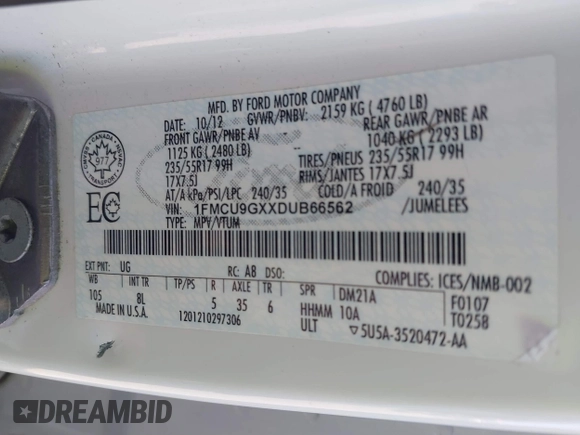 MFD. BY FORD MOTOR COMPANY
DATE: 10/12 GVWR/PNBV: 2159 KG ( 4760 LB)
FRONT GAWR/PNBE AV REAR GAWR/PNBE AR
1125 KG ( 2480 LB) 1040 KG ( 2293 LB)
235/55R17 99H TIRES/PNEUS 235/55R17 99H
17X7.5J RIMS/JANTES 17X7.5J
AT/A kPa/PSI/LPC 240/35 COLD/A FROID 240/35
VIN: 1FMCU9GXXDUB66562 /JUMELEES
TYPE: MPV/VTUM
977
CANADA
TRANSPORT
EC
EXT PNT: UG RC: A8 DSO: COMPLIES: ICES/NMB-002
WB INT TR TP/PS R AXLE TR SPR DM21A F0107
105 8L 5 35 6 HHMM 10A T0258
MADE IN U.S.A. 1201210297306 ULT 5U5A-3520472-AA
DREAMBID